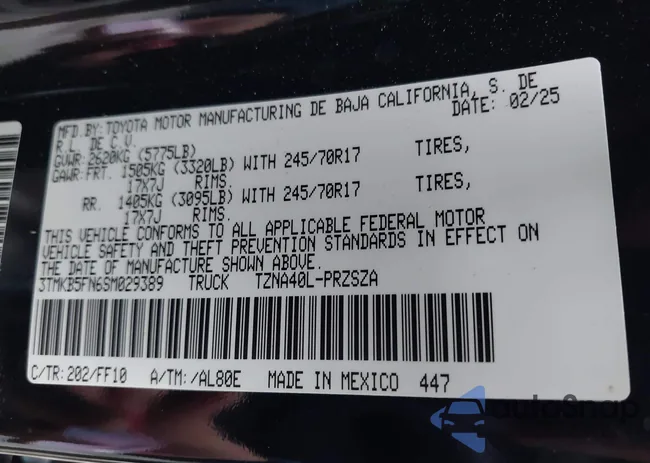 MFD.BY: TOYOTA MOTOR MANUFACTURING DE BAJA CALIFORNIA, S. DE
R.L. DE C.V. DATE: 02/25
GVWR 2620KG (5775LB)
GAWR: FRT. 1505KG (3320LB) WITH 245/70R17 TIRES,
17X7J RIMS.
RR. 1405KG (3095LB) WITH 245/70R17 TIRES,
17X7J RIMS.
THIS VEHICLE CONFORMS TO ALL APPLICABLE FEDERAL MOTOR
VEHICLE SAFETY AND THEFT PREVENTION STANDARDS IN EFFECT ON
THE DATE OF MANUFACTURE SHOWN ABOVE.
3TMKB5FN6SM029389 TRUCK TZNA40L-PRZSZA
C/TR: 202/FF10 A/TM: /AL80E MADE IN MEXICO 447
autoSnap